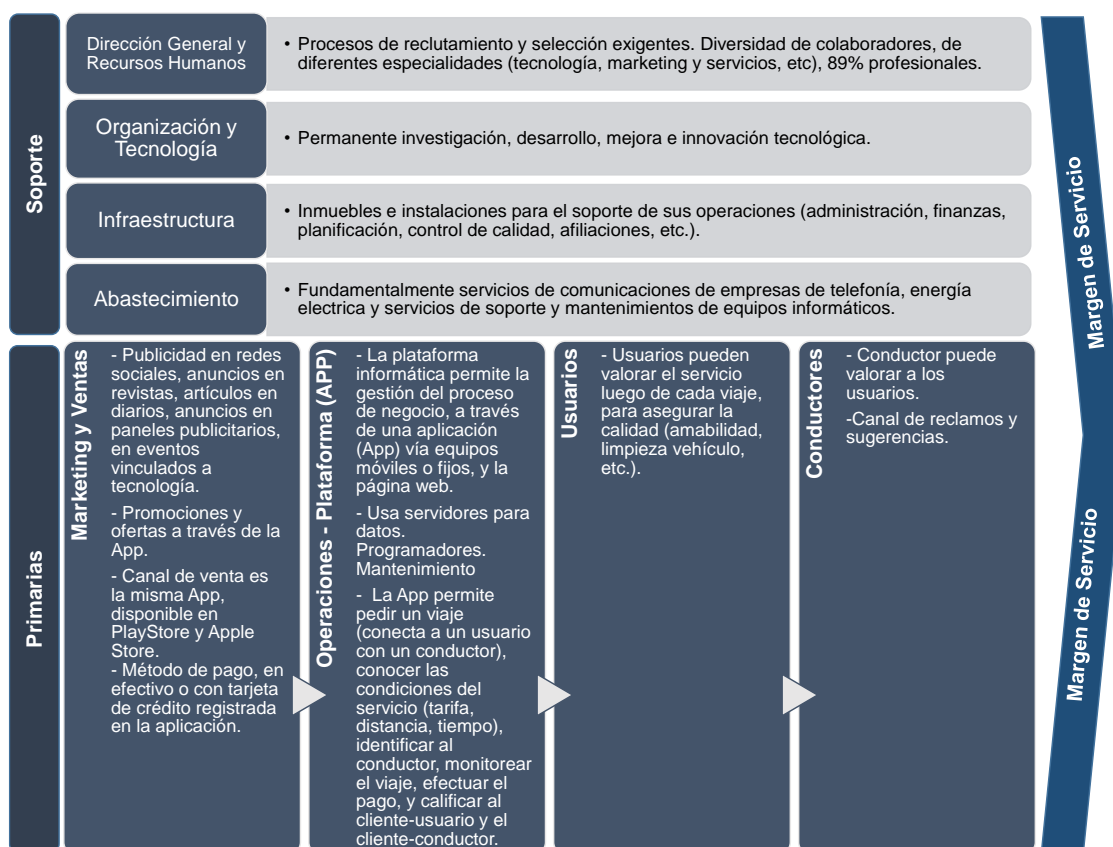 Soporte
Dirección General y
Recursos Humanos
• Procesos de reclutamiento y selección exigentes. Diversidad de colaboradores, de
diferentes especialidades (tecnología, marketing y servicios, etc), 89% profesionales.
Organización y
Tecnología
• Permanente investigación, desarrollo, mejora e innovación tecnológica.
Infraestructura
• Inmuebles e instalaciones para el soporte de sus operaciones (administración, finanzas,
planificación, control de calidad, afiliaciones, etc.).
Abastecimiento
• Fundamentalmente servicios de comunicaciones de empresas de telefonía, energía
electrica y servicios de soporte y mantenimientos de equipos informáticos.
Margen de Servicio
Primarias
Marketing y Ventas
- Publicidad en redes
sociales, anuncios en
revistas, artículos en
diarios, anuncios en
paneles publicitarios,
en eventos
vinculados a
tecnología.
- Promociones y
ofertas a través de la
App.
- Canal de venta es
la misma App,
disponible en
PlayStore y Apple
Store.
- Método de pago, en
efectivo o con tarjeta
de crédito registrada
en la aplicación.
Operaciones - Plataforma (APP)
- La plataforma
informática permite la
gestión del proceso
de negocio, a través
de una aplicación
(App) vía equipos
móviles o fijos, y la
página web.
- Usa servidores para
datos.
Programadores.
Mantenimiento
- La App permite
pedir un viaje
(conecta a un usuario
con un conductor),
conocer las
condiciones del
servicio (tarifa,
distancia, tiempo),
identificar al
conductor, monitorear
el viaje, efectuar el
pago, y calificar al
cliente-usuario y el
cliente-conductor.
Usuarios
- Usuarios pueden
valorar el servicio
luego de cada viaje,
para asegurar la
calidad (amabilidad,
limpieza vehículo,
etc.).
Conductores
- Conductor puede
valorar a los
usuarios.
-Canal de reclamos y
sugerencias.
Margen de Servicio